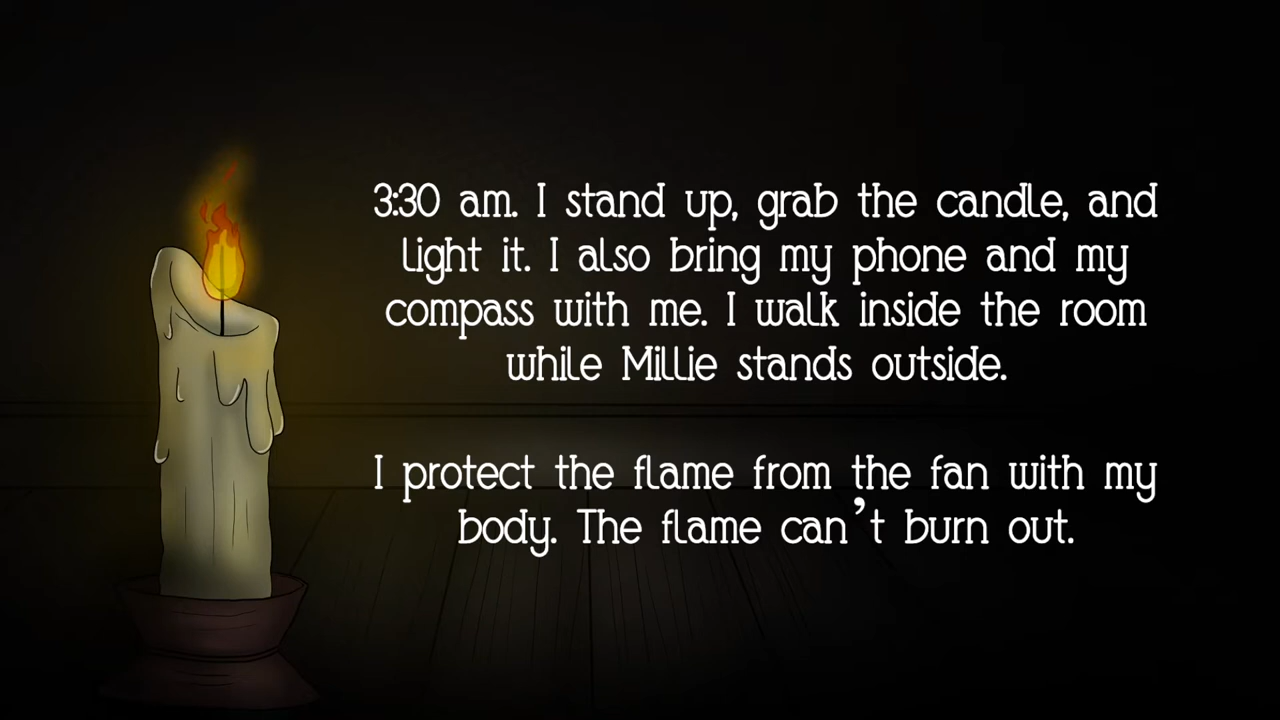 3:30 am. I stand up, grab the candle, and
light it. I also bring my phone and my
compass with me. I walk inside the room
while Millie stands outside.
I protect the flame from the fan with my
body. The flame can’t burn out.